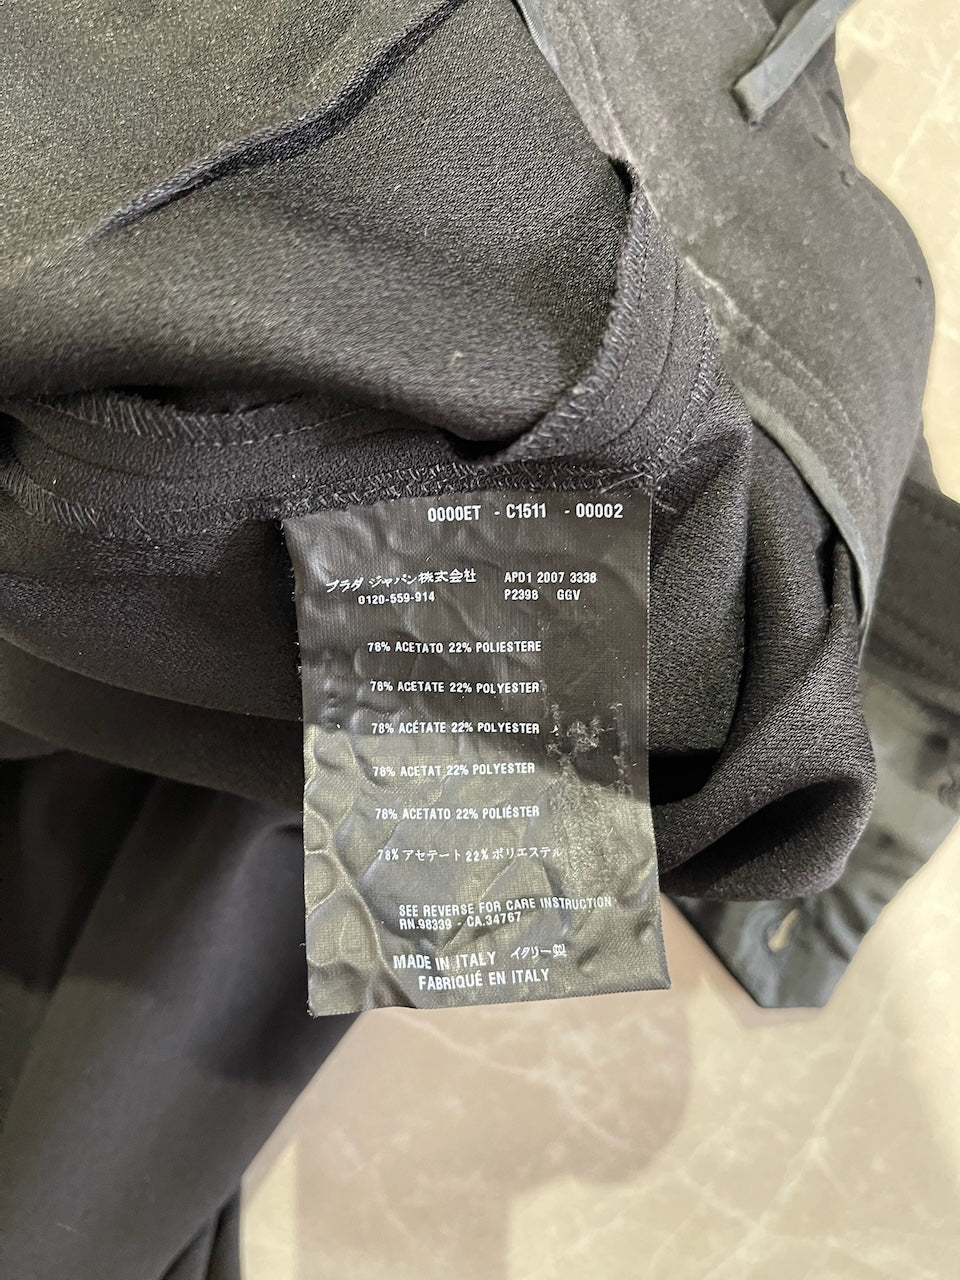 0000ET - C1511 - 00002
プラダ ジャパン株式会社 APD1 2007 3338
0120-559-914 P2398 GGV
78% ACETATO 22% POLIESTERE
78% ACETATE 22% POLYESTER
78% ACÉTATE 22% POLYESTER
78% ACETAT 22% POLYESTER
78% ACETATO 22% POLIÉSTER
78% アセテート 22% ポリエステル
SEE REVERSE FOR CARE INSTRUCTION
RN.98339 - CA.34767
MADE IN ITALY イタリー製
FABRIQUÉ EN ITALY